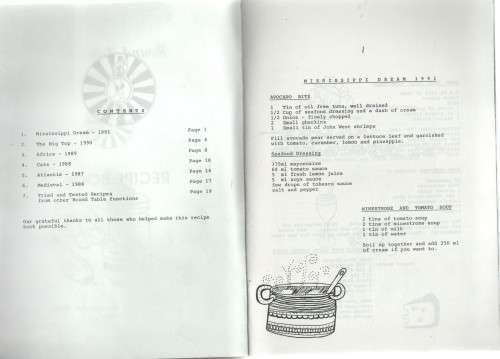 CONTENTS
1. Mississippi Dream - 1991 Page 1
2. The Big Top - 1990 Page
3. Africa - 1989 Page 8
4. Cats - 1988 Page
5. Atlantis - 1987 Page
6. Medieval - 1986 Page 17
7. Tried and Tested Recipes Page 19
from other Round Table functions
Our grateful thanks to all those who helped make this recipe
book possible.
1
MISSISSIPPI DREAM 1991
AVOCADO RITZ
1 Tin of oil free tuna, well drained
1/2 Cup of seafood dressing and a dash of cream
1/2 Onion - finely chopped
2 Small gherkins
1 Small tin of John West shrimps
Fill avocado pear served on a lettuce leaf and garnished
with tomato, cucumber, lemon and pineapple.
Seafood Dressing
375ml mayonnaise
60 ml tomato sauce
5 ml fresh lemon juice
5 ml soya sauce
few drops of tobasco sauce
salt and pepper
MINESTRONE AND TOMATO SOUP
2 tins of tomato soup
2 tins of minestrone soup
1 tin of milk
1 tin of water
Boil up together and add 250 ml
of cream if you want to.